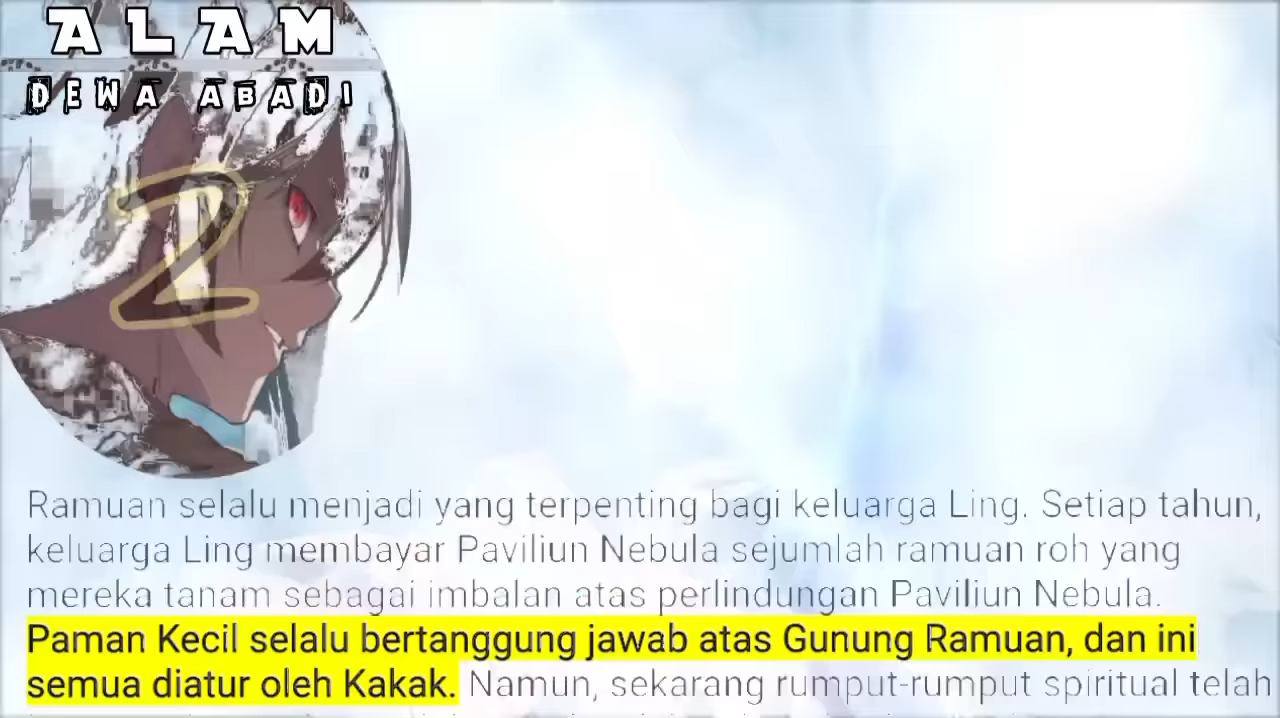 ALAM
DEWA ABADI
2
Ramuan selalu menjadi yang terpenting bagi keluarga Ling. Setiap tahun,
keluarga Ling membayar Paviliun Nebula sejumlah ramuan roh yang
mereka tanam sebagai imbalan atas perlindungan Paviliun Nebula.
Paman Kecil selalu bertanggung jawab atas Gunung Ramuan, dan ini
semua diatur oleh Kakak. Namun, sekarang rumput-rumput spiritual telah